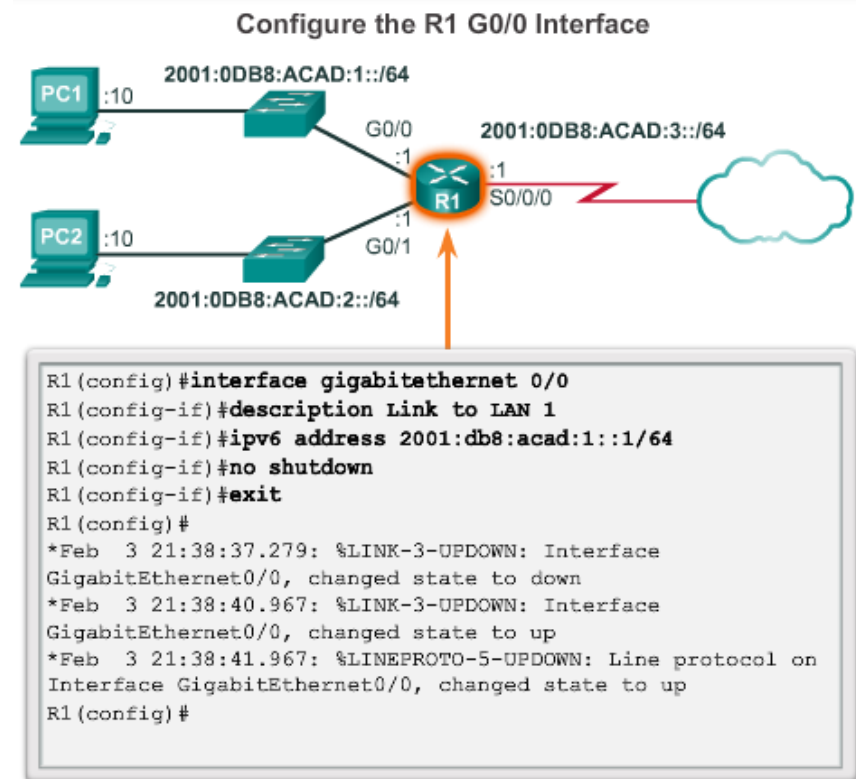 Configure the R1 G0/0 Interface
2001:0DB8:ACAD:1::/64
PC1 :10
G0/0
:1
2001:0DB8:ACAD:3::/64
:1
R1 S0/0/0
:1
G0/1
PC2 :10
2001:0DB8:ACAD:2::/64
R1(config)#interface gigabitethernet 0/0
R1(config-if)#description Link to LAN 1
R1(config-if)#ipv6 address 2001:db8:acad:1::1/64
R1(config-if)#no shutdown
R1(config-if)#exit
R1(config)#
*Feb  3 21:38:37.279: %LINK-3-UPDOWN: Interface
GigabitEthernet0/0, changed state to down
*Feb  3 21:38:40.967: %LINK-3-UPDOWN: Interface
GigabitEthernet0/0, changed state to up
*Feb  3 21:38:41.967: %LINEPROTO-5-UPDOWN: Line protocol on
Interface GigabitEthernet0/0, changed state to up
R1(config)#